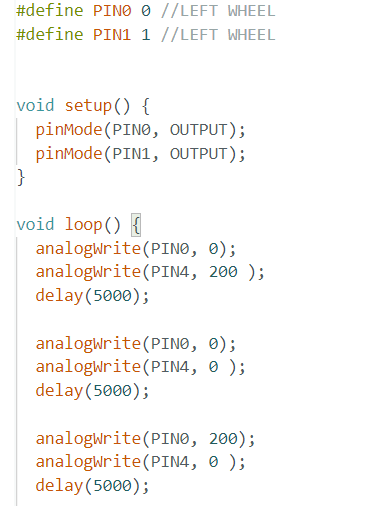 #define PIN0 0 //LEFT WHEEL
#define PIN1 1 //LEFT WHEEL
void setup() {
pinMode(PIN0, OUTPUT);
pinMode(PIN1, OUTPUT);
}
void loop() {
analogWrite(PIN0, 0);
analogWrite(PIN4, 200 );
delay(5000);
analogWrite(PIN0, 0);
analogWrite(PIN4, 0 );
delay(5000);
analogWrite(PIN0, 200);
analogWrite(PIN4, 0 );
delay(5000);